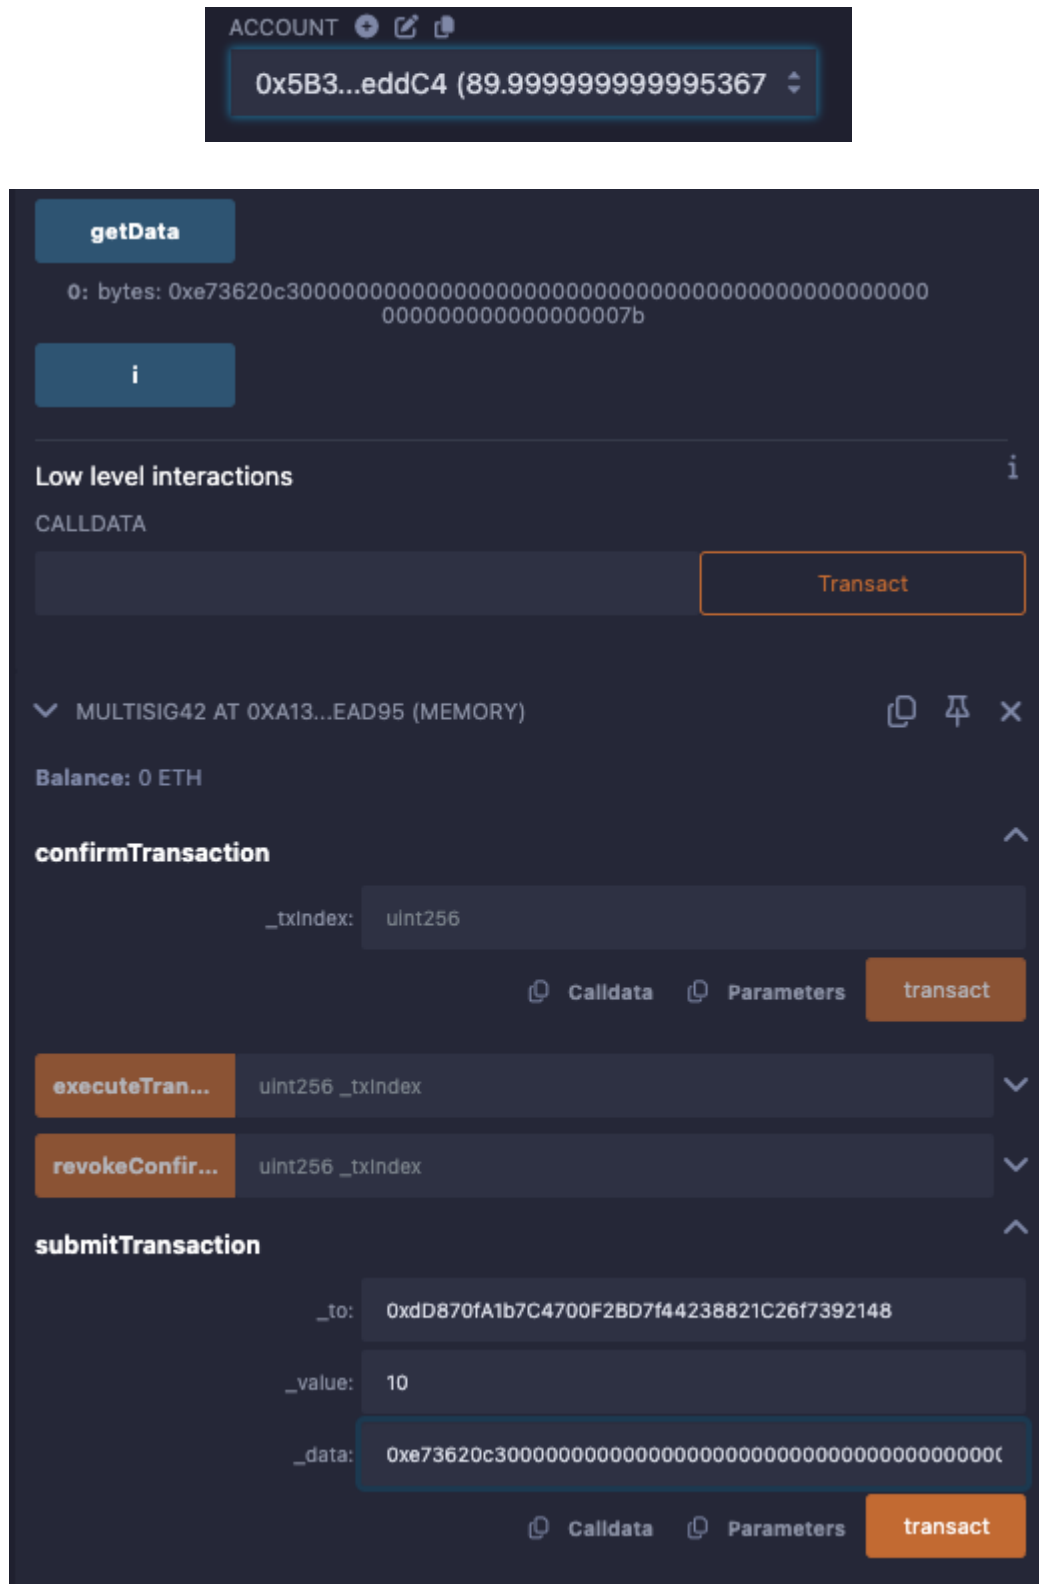 ACCOUNT
0x5B3...eddC4 (89.999999999995367
getData
0: bytes: 0xe73620c3000000000000000000000000000000000000000000000
000000000000000007b
i
Low level interactions
i
CALLDATA
Transact
MULTISIG42 AT 0XA13...EAD95 (MEMORY)
Balance: 0 ETH
confirmTransaction
_txIndex: uint256
Calldata Parameters transact
executeTran... uint256 _txIndex
revokeConfir... uint256 _txIndex
submitTransaction
_to: 0xdD870fA1b7C4700F2BD7f44238821C26f7392148
_value: 10
_data: 0xe73620c3000000000000000000000000000000000000000
Calldata Parameters transact